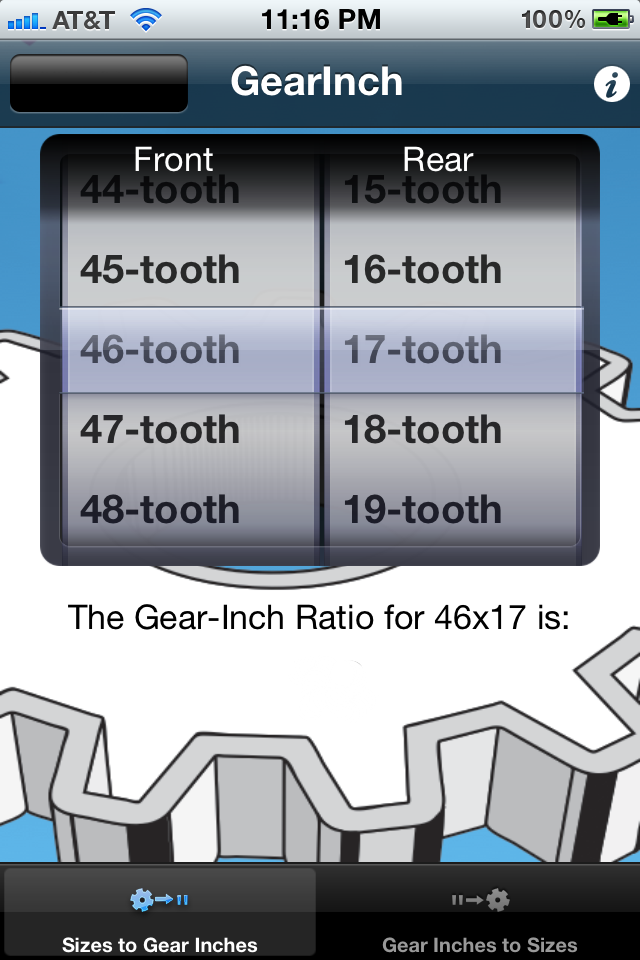 AT&T 11:16 PM 100%
GearInch
Front Rear
44-tooth 15-tooth
45-tooth 16-tooth
46-tooth 17-tooth
47-tooth 18-tooth
48-tooth 19-tooth
The Gear-Inch Ratio for 46x17 is:
Sizes to Gear Inches Gear Inches to Sizes